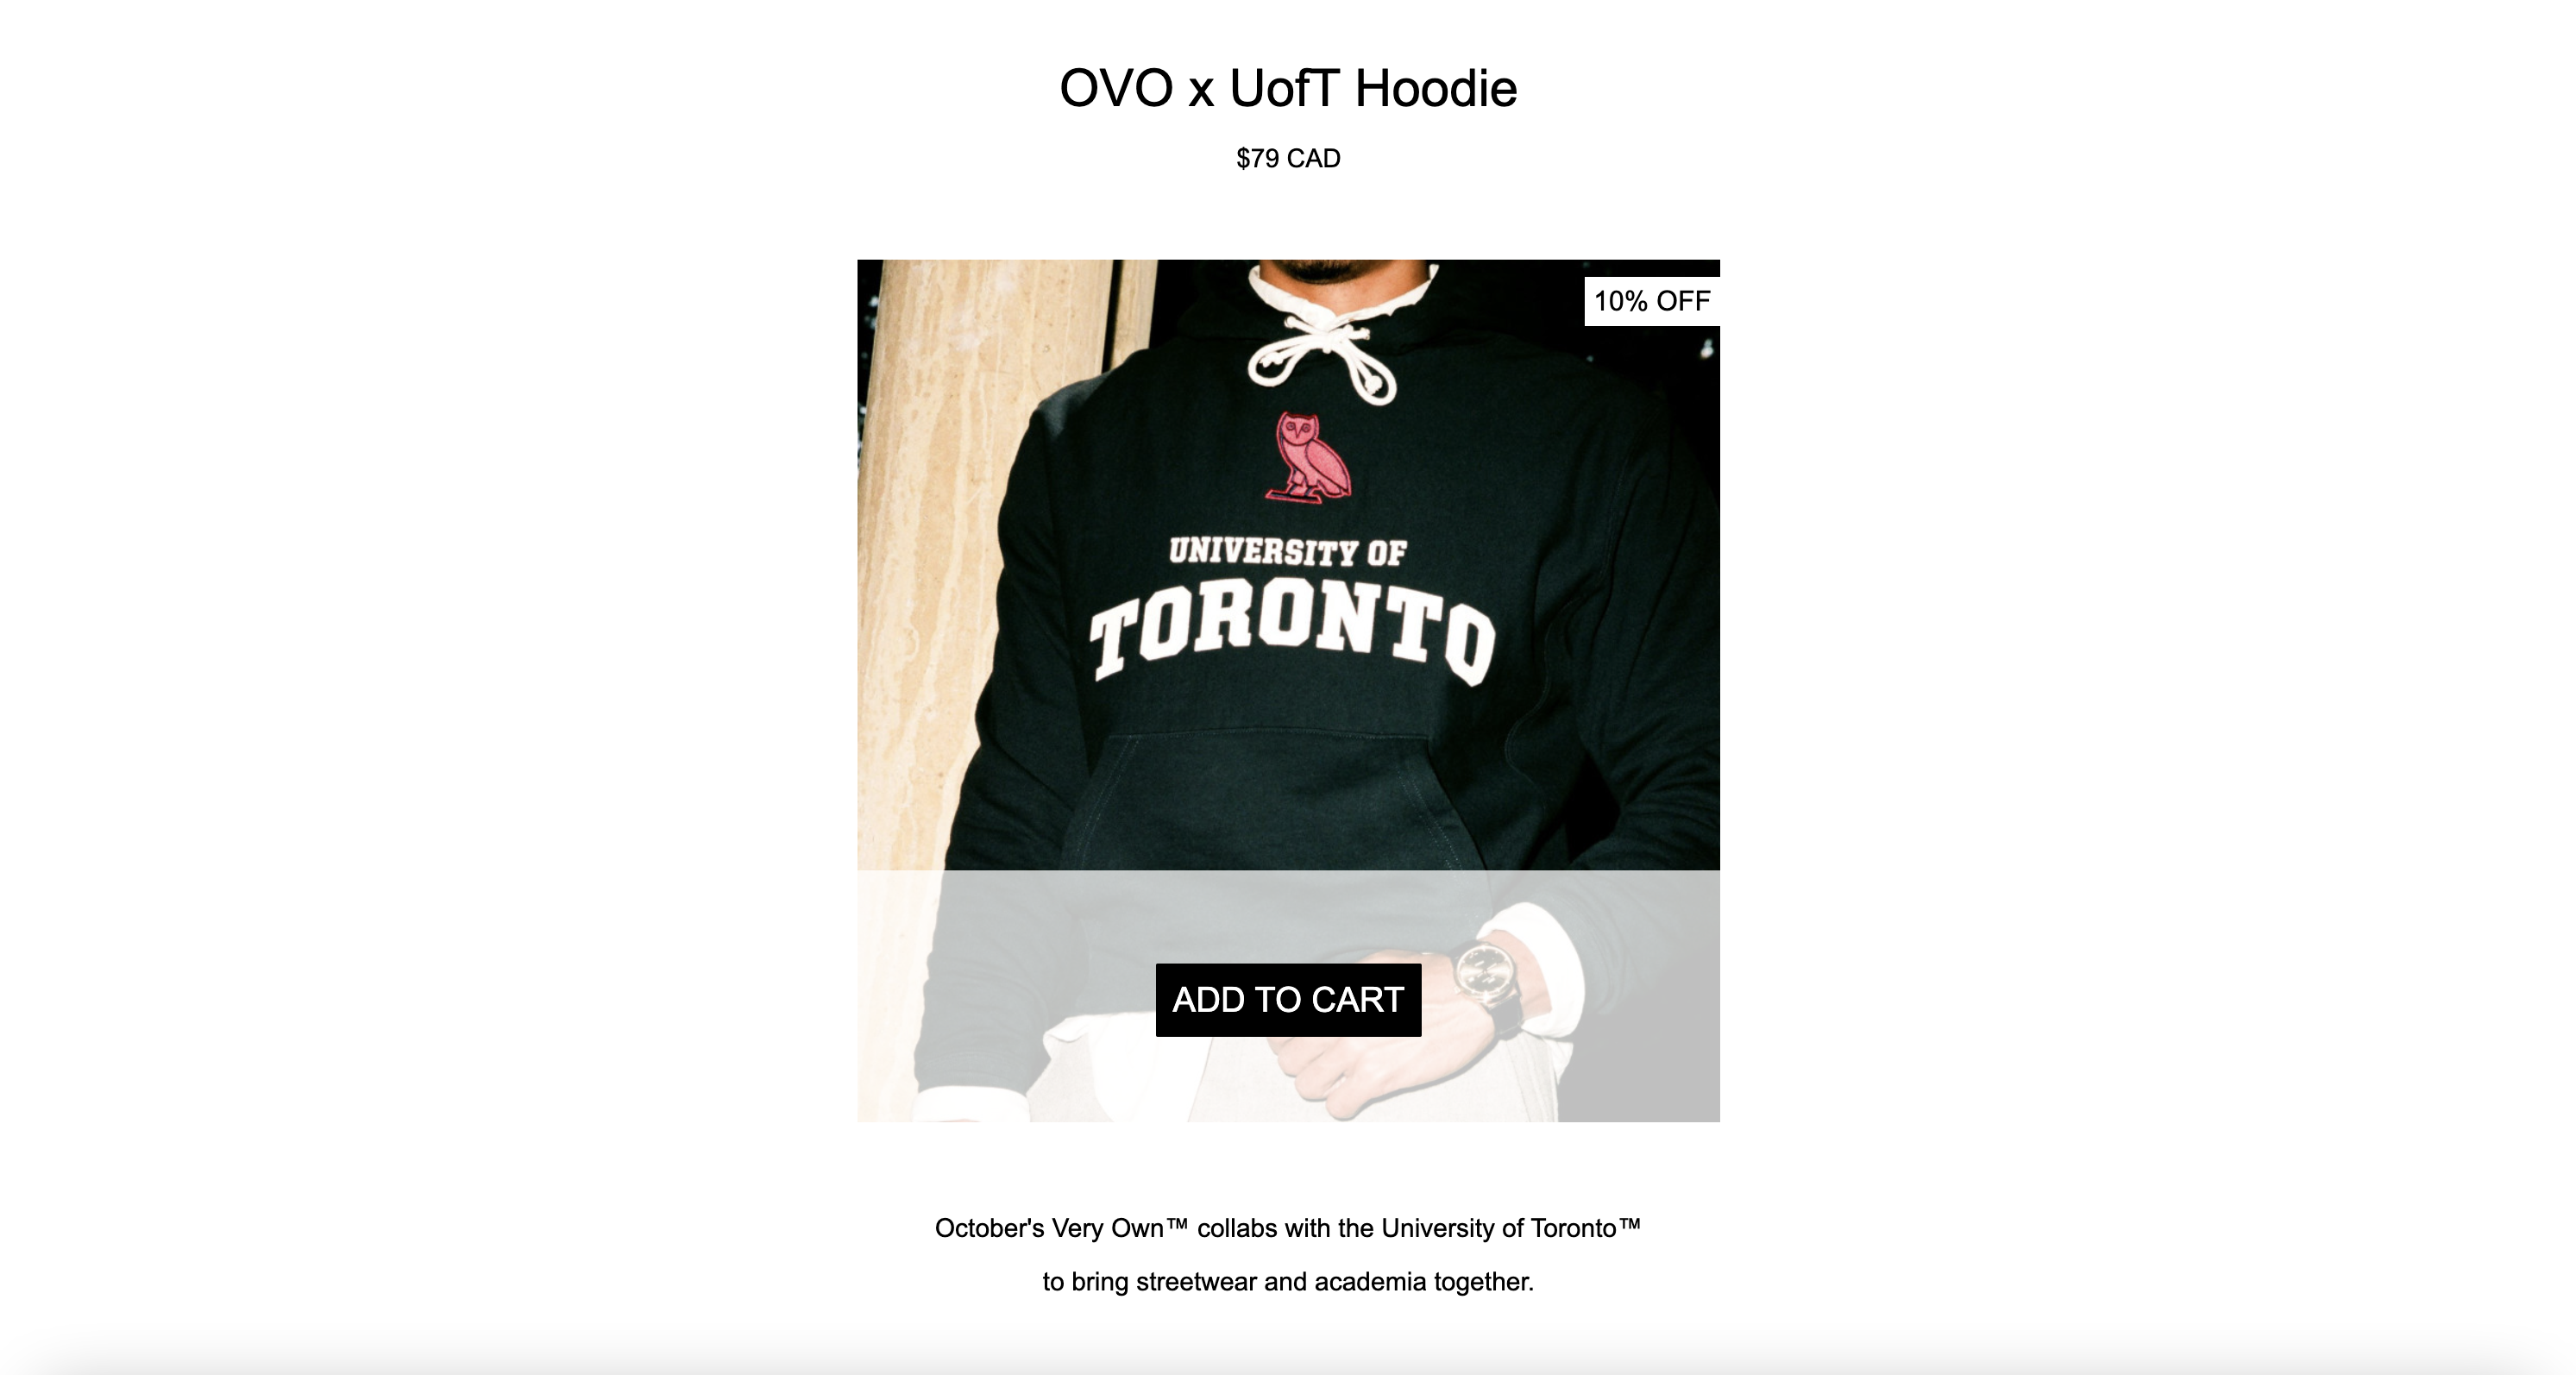 OVO x UofT Hoodie
$79 CAD
10% OFF
UNIVERSITY OF
TORONTO
ADD TO CART
October's Very Own™ collabs with the University of Toronto™
to bring streetwear and academia together.